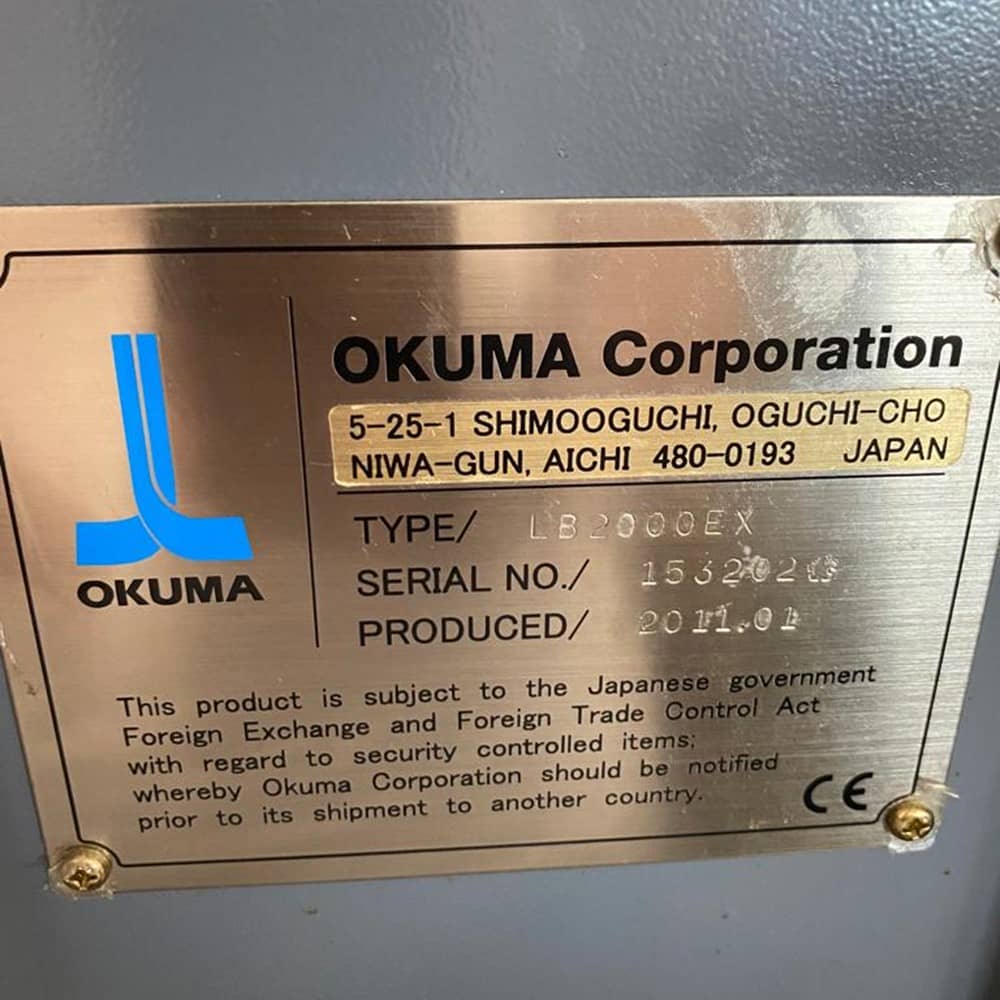 OKUMA
OKUMA Corporation
5-25-1 SHIMOOGUCHI, OGUCHI-CHO
NIWA-GUN, AICHI 480-0193 JAPAN
TYPE/ LB2000EX
SERIAL NO./
PRODUCED/ 2011.01
This product is subject to the Japanese government
Foreign Exchange and Foreign Trade Control Act
with regard to security controlled items;
whereby Okuma Corporation should be notified
prior to its shipment to another country.
CE